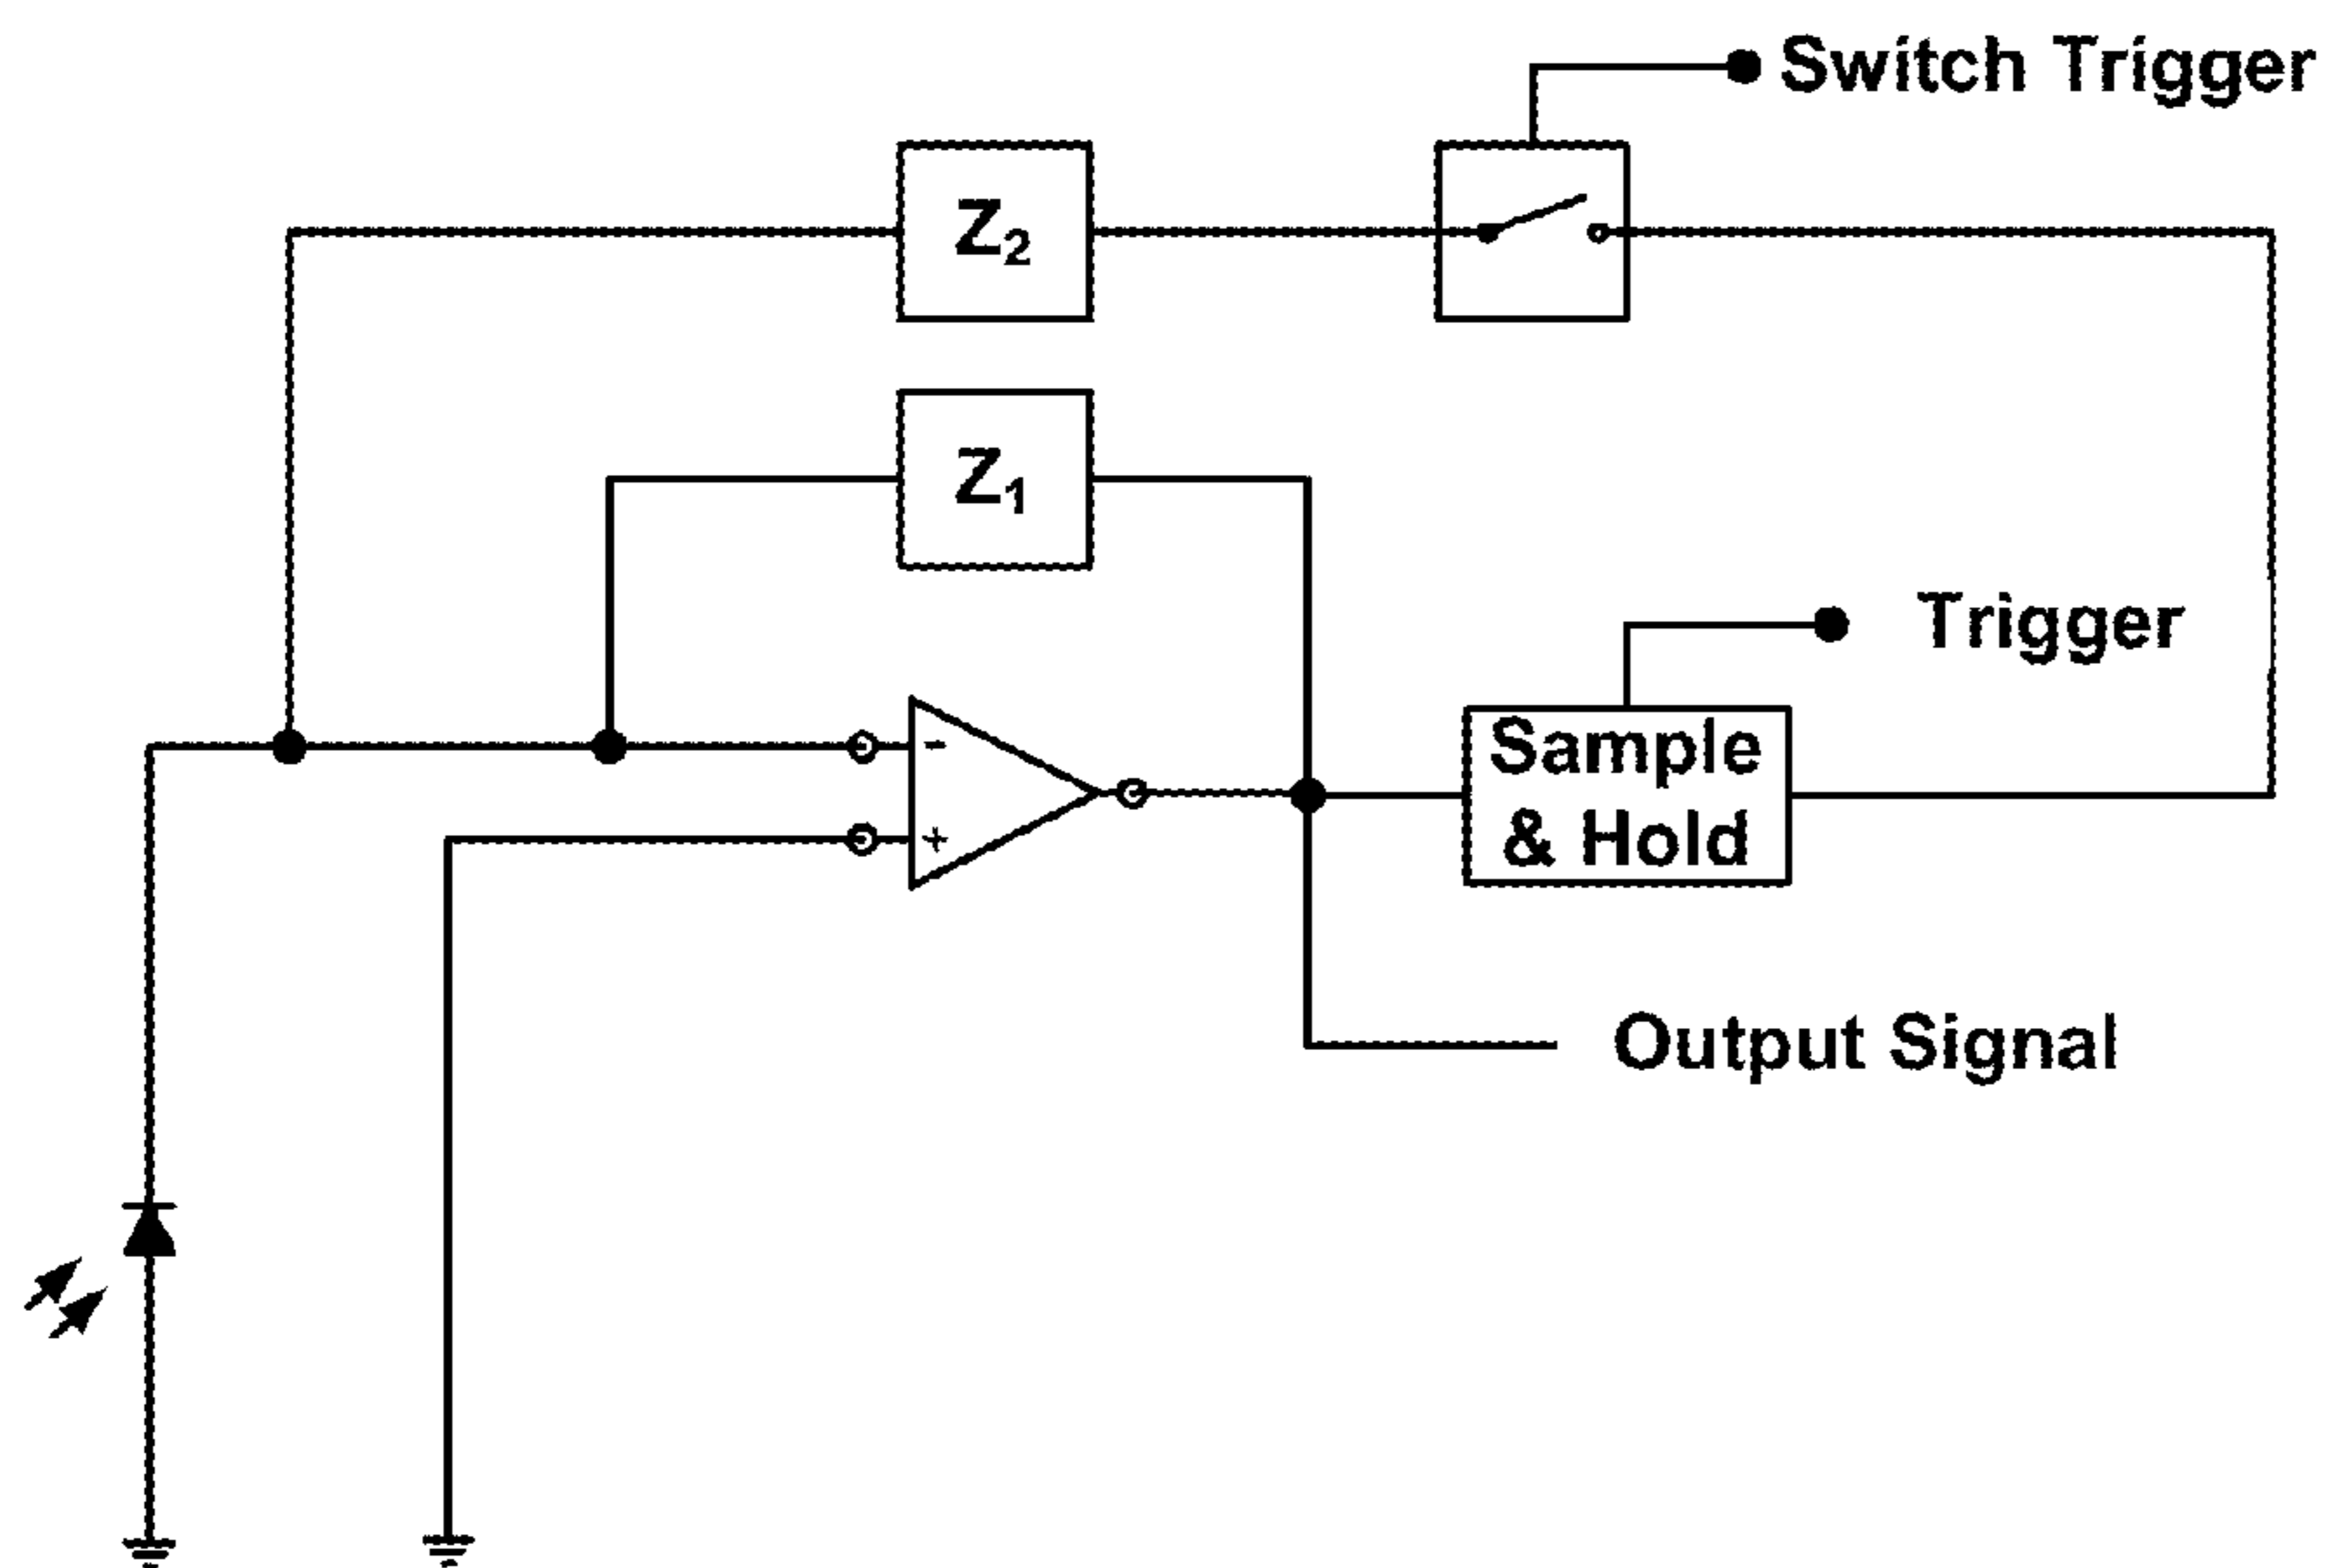 Switch Trigger
Z₂
Z₁
Trigger
-
+
Sample
& Hold
Output Signal